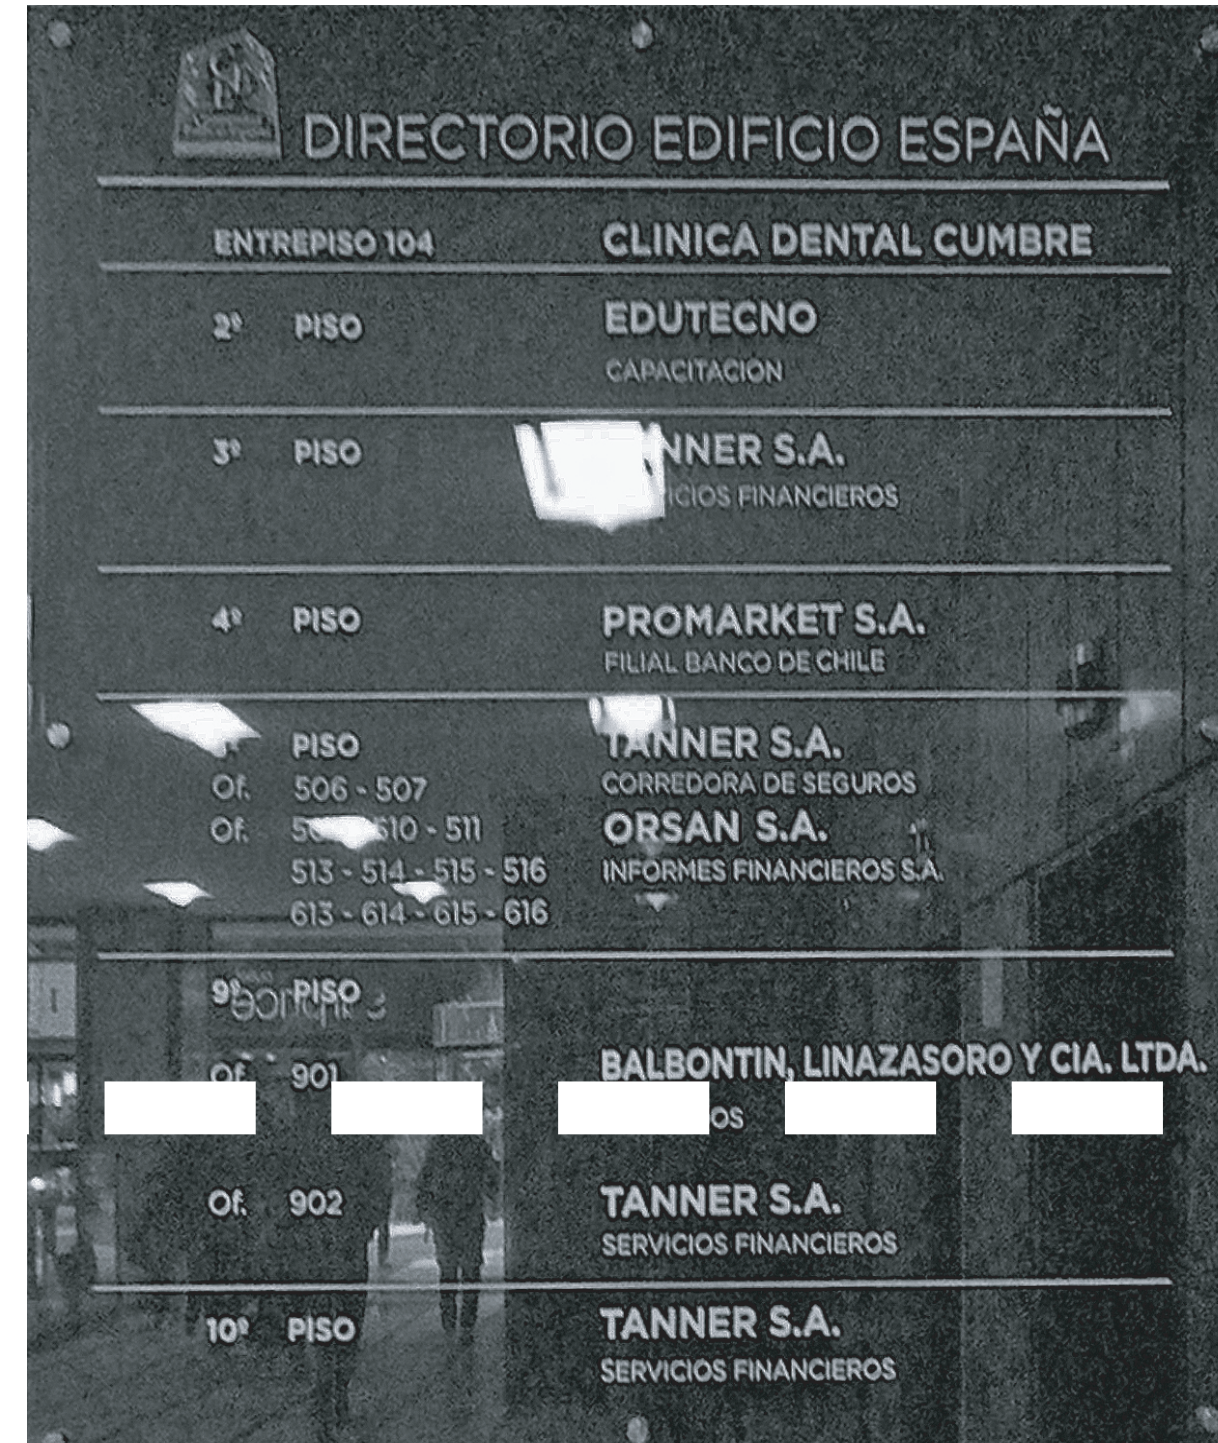 DIRECTORIO EDIFICIO ESPAÑA
ENTREPISO 104 CLINICA DENTAL CUMBRE
2º PISO EDUTECNO
CAPACITACIÓN
3º PISO NNER S.A.
ICIOS FINANCIEROS
4º PISO PROMARKET S.A.
FILIAL BANCO DE CHILE
PISO TANNER S.A.
Of. 506 - 507 CORREDORA DE SEGUROS
Of. 510 - 511 ORSAN S.A.
513 - 514 - 515 - 516 INFORMES FINANCIEROS S.A.
613 - 614 - 615 - 616
9º PISO
Of. 901 BALBONTIN, LINAZASORO Y CIA. LTDA.
OS
Of. 902 TANNER S.A.
SERVICIOS FINANCIEROS
10º PISO TANNER S.A.
SERVICIOS FINANCIEROS